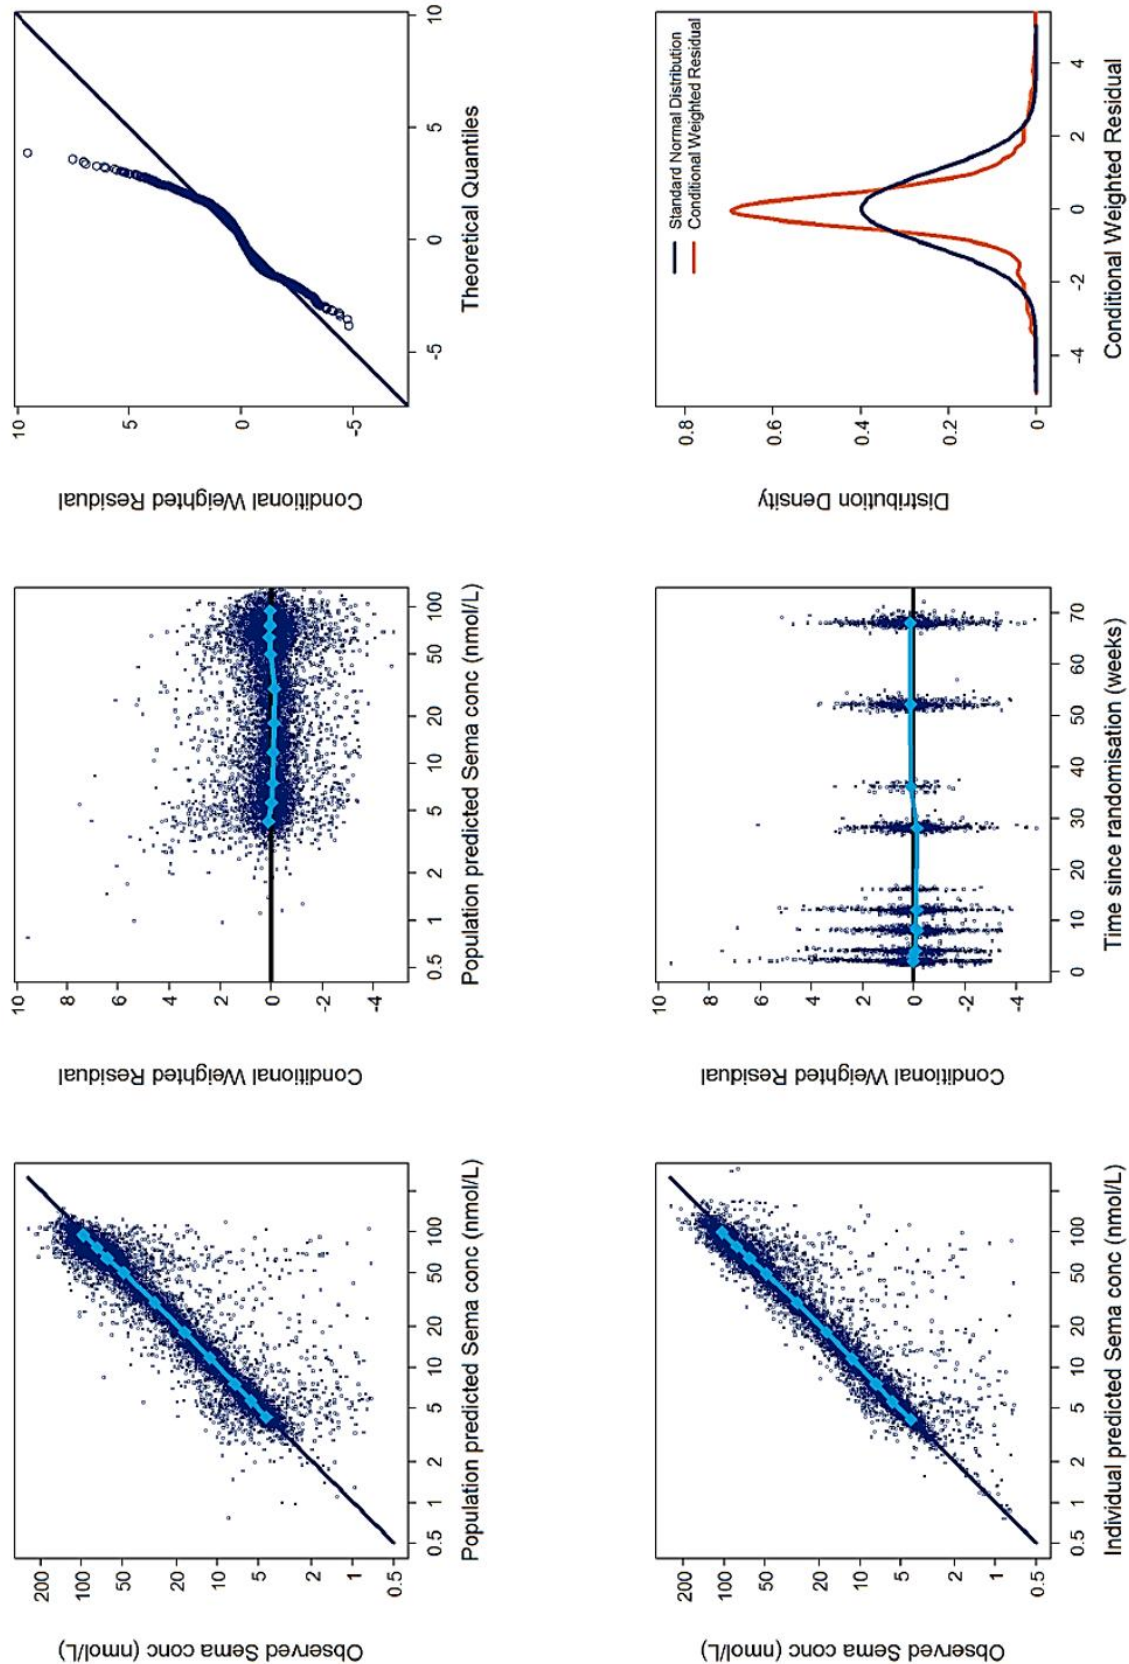 Observed Sema conc (nmol/L)
200
100
50
20
10
5
2
1
0.5
0.5 1 2 5 10 20 50 100
Population predicted Sema conc (nmol/L)
Conditional Weighted Residual
10
8
6
4
2
0
-2
-4
0.5 1 2 5 10 20 50 100
Population predicted Sema conc (nmol/L)
Conditional Weighted Residual
10
5
0
-5
-5 0 5 10
Theoretical Quantiles
Observed Sema conc (nmol/L)
200
100
50
20
10
5
2
1
0.5
0.5 1 2 5 10 20 50 100
Individual predicted Sema conc (nmol/L)
Conditional Weighted Residual
10
8
6
4
2
0
-2
-4
0 10 20 30 40 50 60 70
Time since randomisation (weeks)
Distribution Density
0.8
0.6
0.4
0.2
0
Standard Normal Distribution
Conditional Weighted Residual
-4 -2 0 2 4
Conditional Weighted Residual